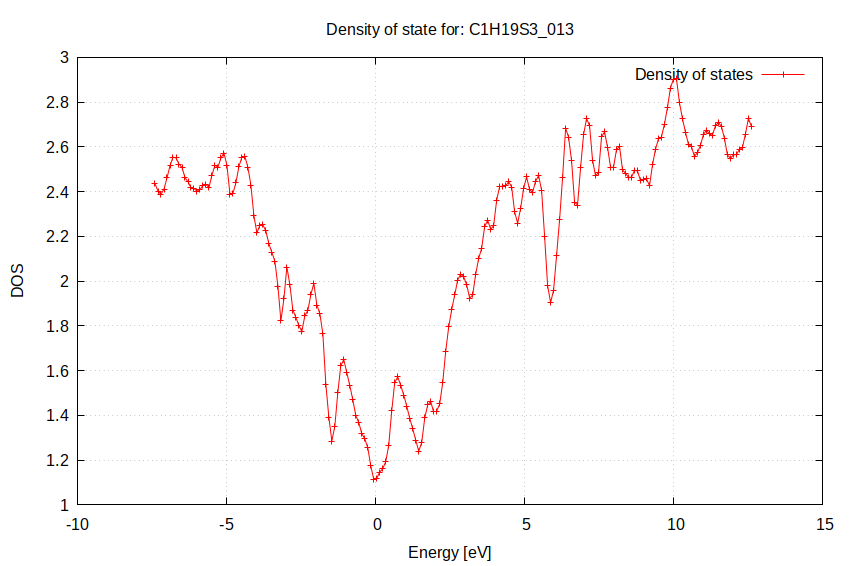 Density of state for: C1H19S3_013
Density of states
3
2.8
2.6
2.4
2.2
2
1.8
1.6
1.4
1.2
1
DOS
-10 -5 0 5 10 15
Energy [eV]